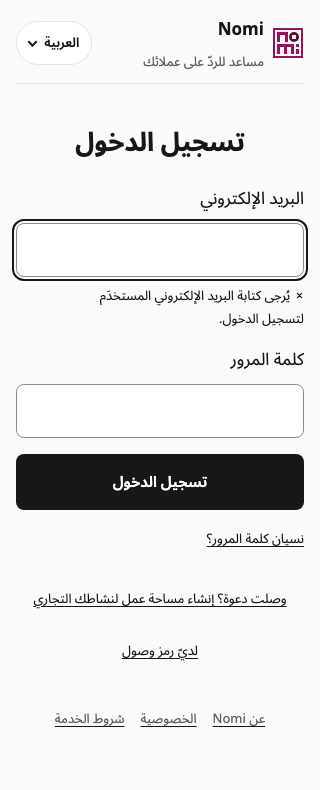 Nomi
مساعد للردّ على عملائك
العربية
تسجيل الدخول
البريد الإلكتروني
× يُرجى كتابة البريد الإلكتروني المستخدَم
لتسجيل الدخول.
كلمة المرور
تسجيل الدخول
نسيان كلمة المرور؟
وصلت دعوة؟ إنشاء مساحة عمل لنشاطك التجاري
لديّ رمز وصول
عن Nomi الخصوصية شروط الخدمة